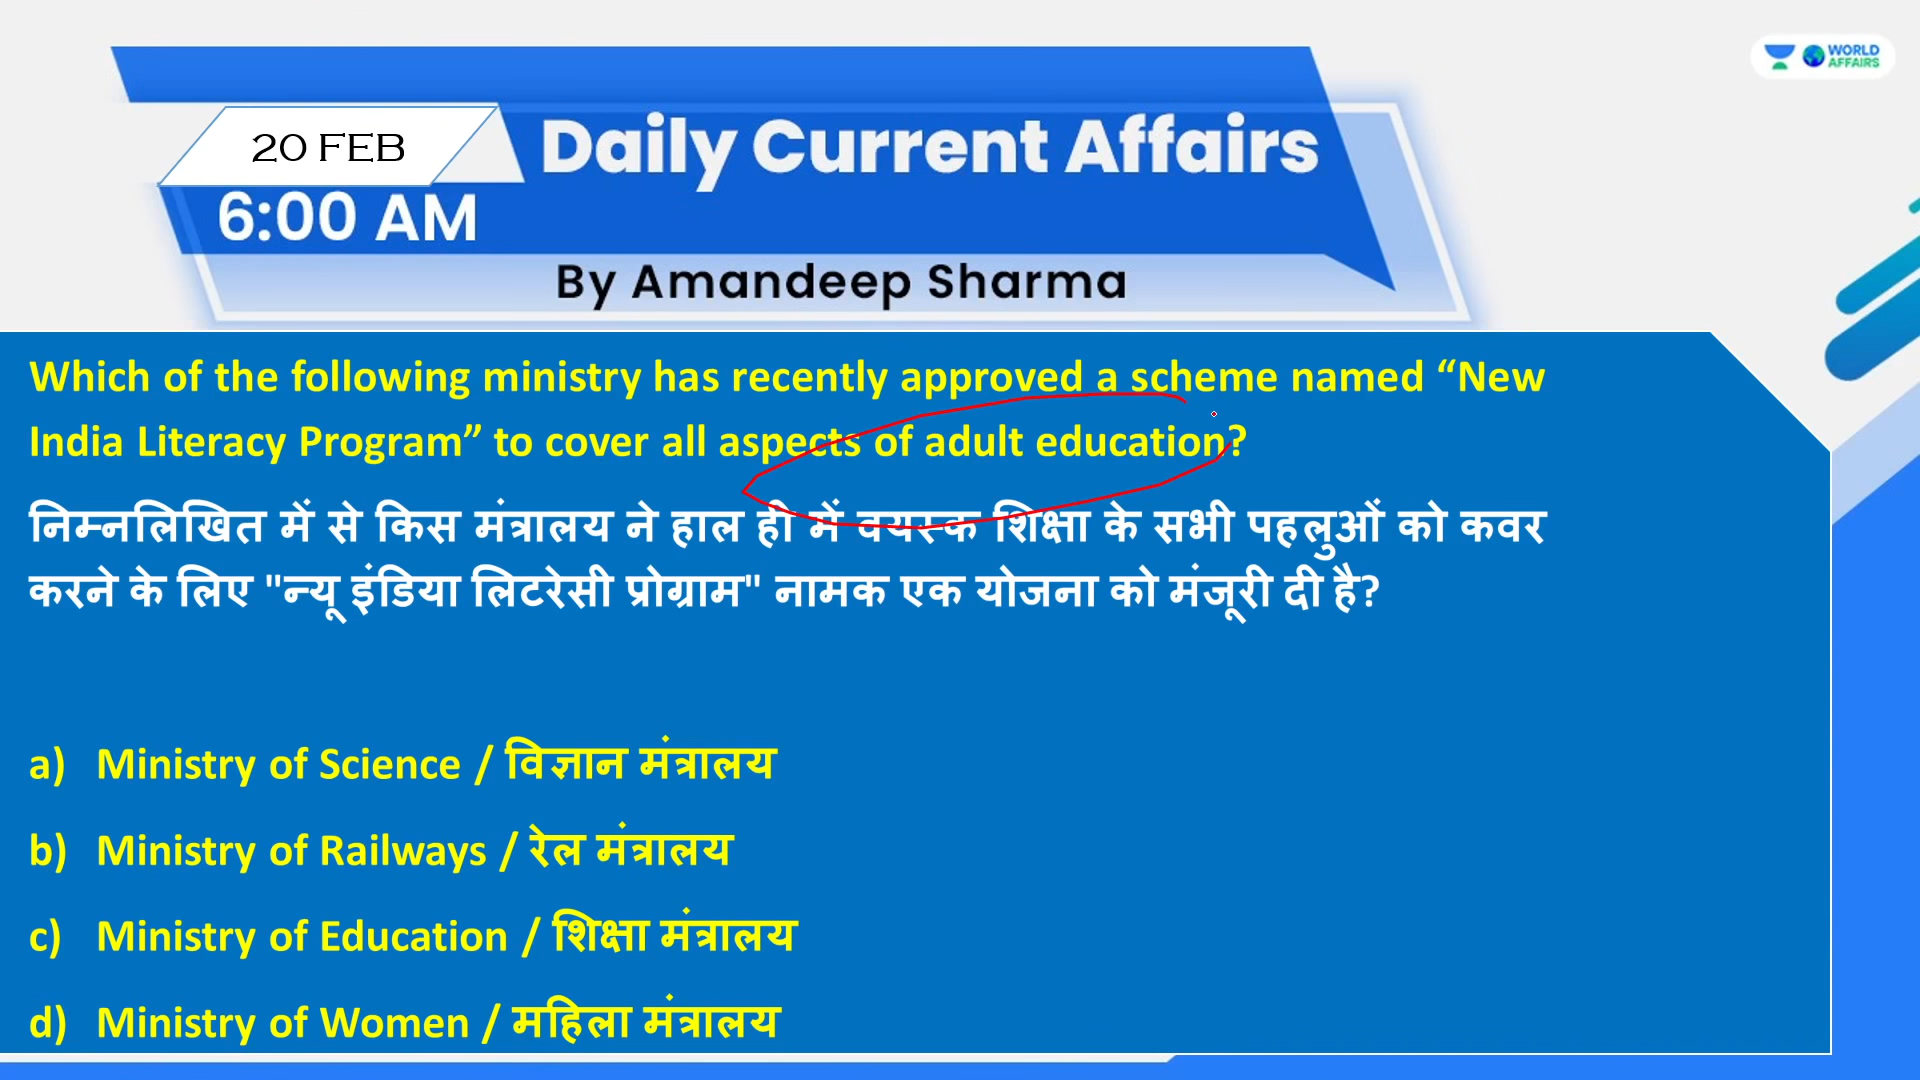 WORLD
AFFAIRS
20 FEB
Daily Current Affairs
6:00 AM
By Amandeep Sharma
Which of the following ministry has recently approved a scheme named “New
India Literacy Program” to cover all aspects of adult education?
निम्नलिखित में से किस मंत्रालय ने हाल ही में वयस्क शिक्षा के सभी पहलुओं को कवर
करने के लिए "न्यू इंडिया लिटरेसी प्रोग्राम" नामक एक योजना को मंजूरी दी है?
a) Ministry of Science / विज्ञान मंत्रालय
b) Ministry of Railways / रेल मंत्रालय
c) Ministry of Education / शिक्षा मंत्रालय
d) Ministry of Women / महिला मंत्रालय